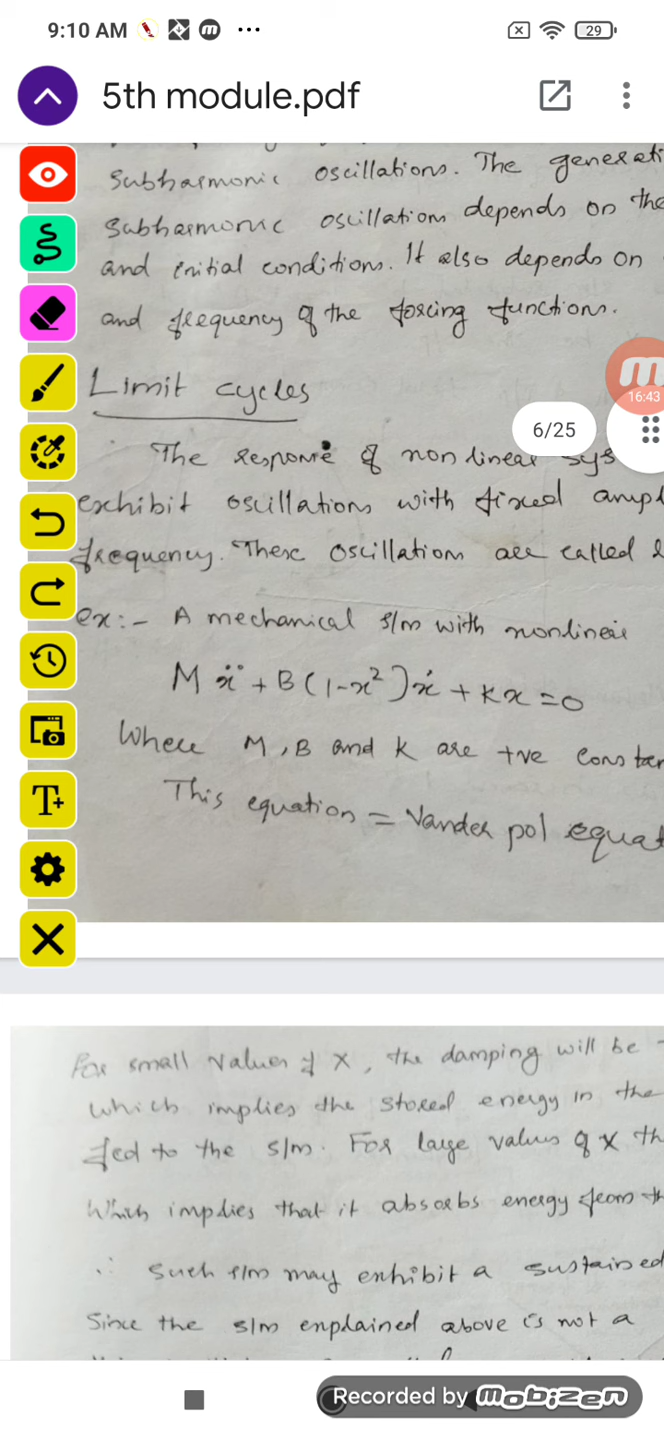 9:10 AM
29
5th module.pdf
Subharmonic oscillations. The generati
Subharmonic oscillation depends on the
and initial conditions. It also depends on
and frequency of the forcing functions.
16:43
Limit cycles
6/25
The Response of non linear sys
exhibit oscillations with fixed ampl
frequency. These oscillations are called
ex:- A mechanical s/m with nonlinear
M ẍ + B(1-x²)ẋ + Kx = 0
Where M, B and K are +ve constan
This equation = Vander pol equat
For small values of x, the damping will be -
which implies the stored energy in the
fed to the s/m. For large values of x th
Which implies that it absorbs energy from th
∴ Such s/m may exhibit a sustained
Since the s/m explained above is not a
Recorded by mobizen